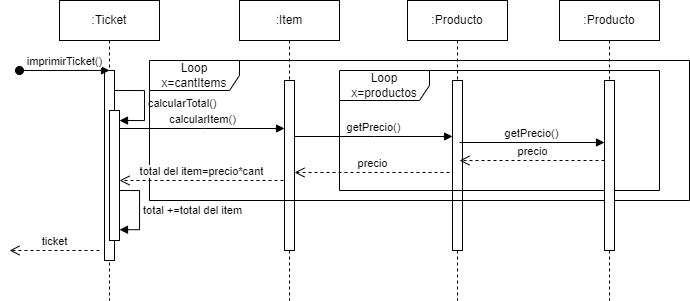 :Ticket
:Item
:Producto
:Producto
imprimirTicket()
Loop
x=cantItems
Loop
x=productos
calcularTotal()
calcularItem()
getPrecio()
getPrecio()
precio
precio
total del item=precio*cant
total +=total del item
ticket